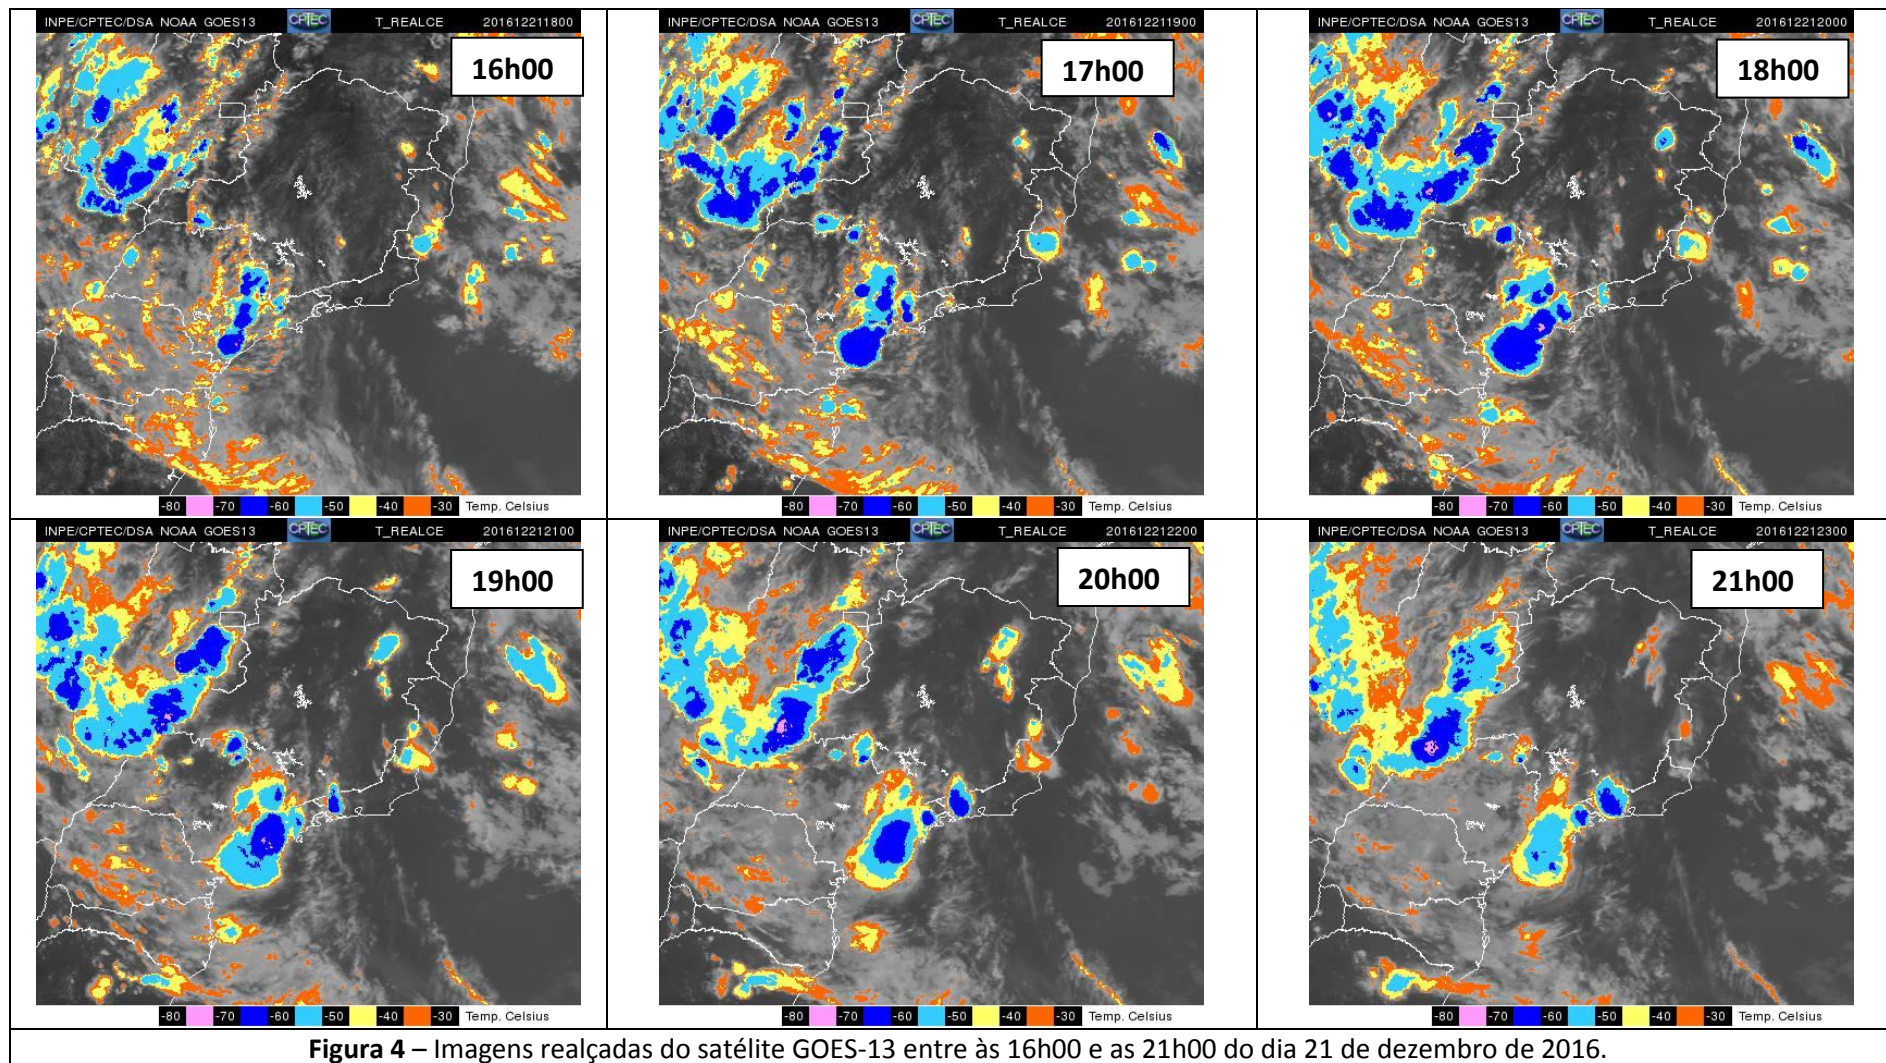 INPE/CPTEC/DSA NOAA GOES13 CPTEC T_REALCE 201612211800
16h00
-80 -70 -60 -50 -40 -30 Temp. Celsius
INPE/CPTEC/DSA NOAA GOES13 CPTEC T_REALCE 201612211900
17h00
-80 -70 -60 -50 -40 -30 Temp. Celsius
INPE/CPTEC/DSA NOAA GOES13 CPTEC T_REALCE 201612212000
18h00
-80 -70 -60 -50 -40 -30 Temp. Celsius
INPE/CPTEC/DSA NOAA GOES13 CPTEC T_REALCE 201612212100
19h00
-80 -70 -60 -50 -40 -30 Temp. Celsius
INPE/CPTEC/DSA NOAA GOES13 CPTEC T_REALCE 201612212200
20h00
-80 -70 -60 -50 -40 -30 Temp. Celsius
INPE/CPTEC/DSA NOAA GOES13 CPTEC T_REALCE 201612212300
21h00
-80 -70 -60 -50 -40 -30 Temp. Celsius
Figura 4 – Imagens realçadas do satélite GOES-13 entre às 16h00 e as 21h00 do dia 21 de dezembro de 2016.